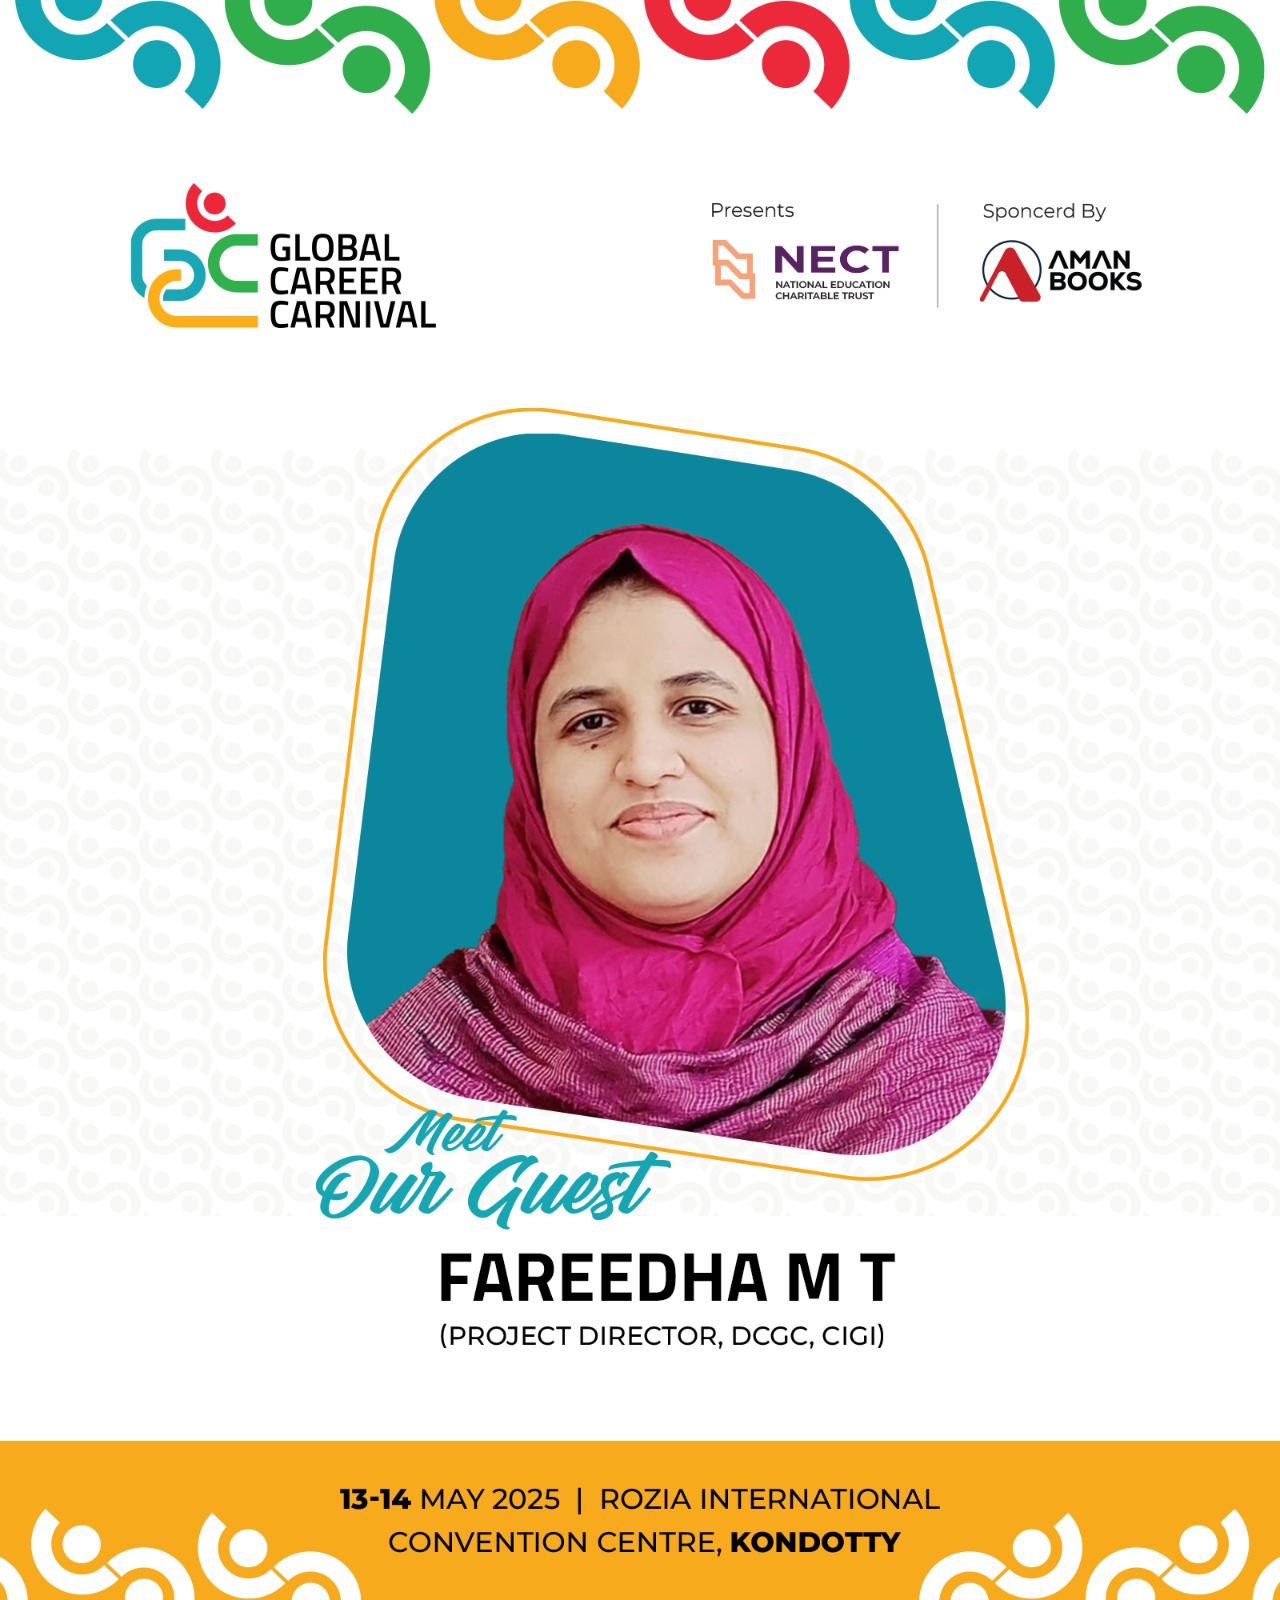 GLOBAL
CAREER
CARNIVAL
Presents
NECT
NATIONAL EDUCATION
CHARITABLE TRUST
Sponcerd By
AMAN
BOOKS
Meet
Our Guest
FAREEDHA M T
(PROJECT DIRECTOR, DCGC, CIGI)
13-14 MAY 2025 | ROZIA INTERNATIONAL
CONVENTION CENTRE, KONDOTTY